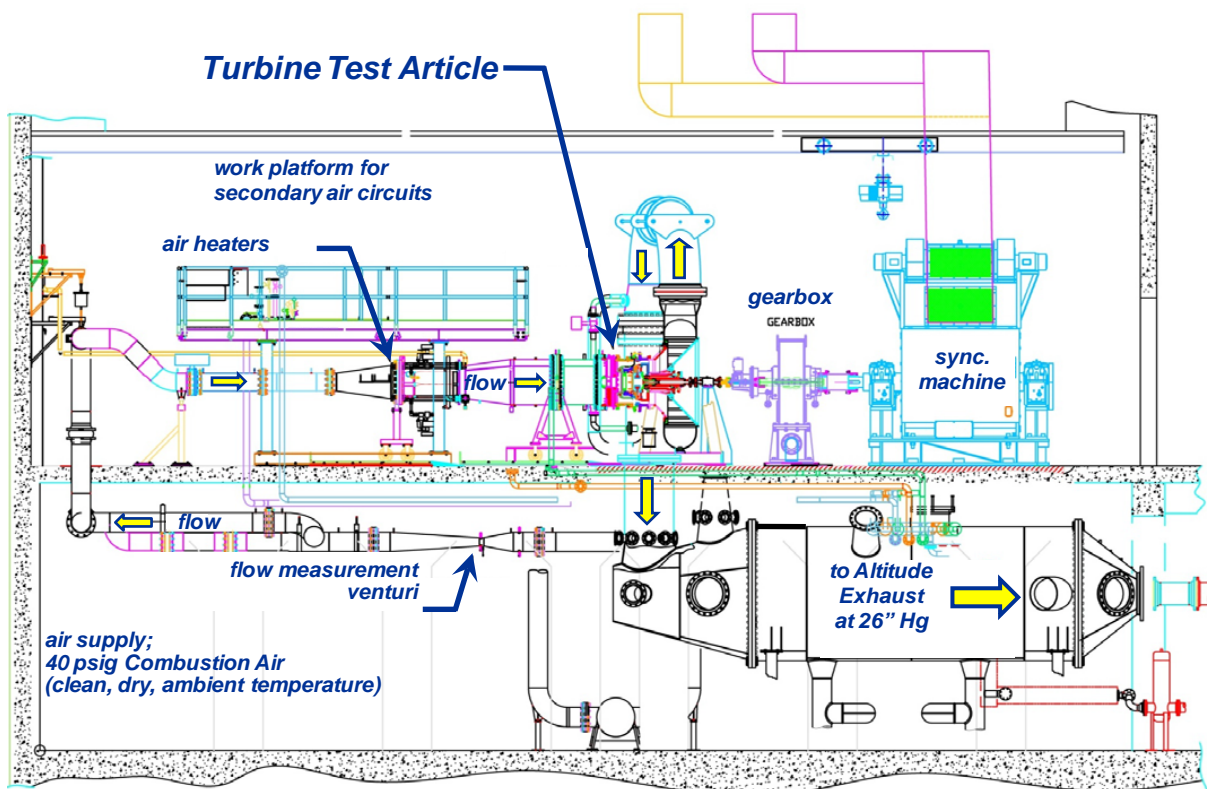 Turbine Test Article
work platform for
secondary air circuits
air heaters
gearbox
GEARBOX
sync.
machine
flow
flow
flow measurement
venturi
to Altitude
Exhaust
at 26” Hg
air supply;
40 psig Combustion Air
(clean, dry, ambient temperature)